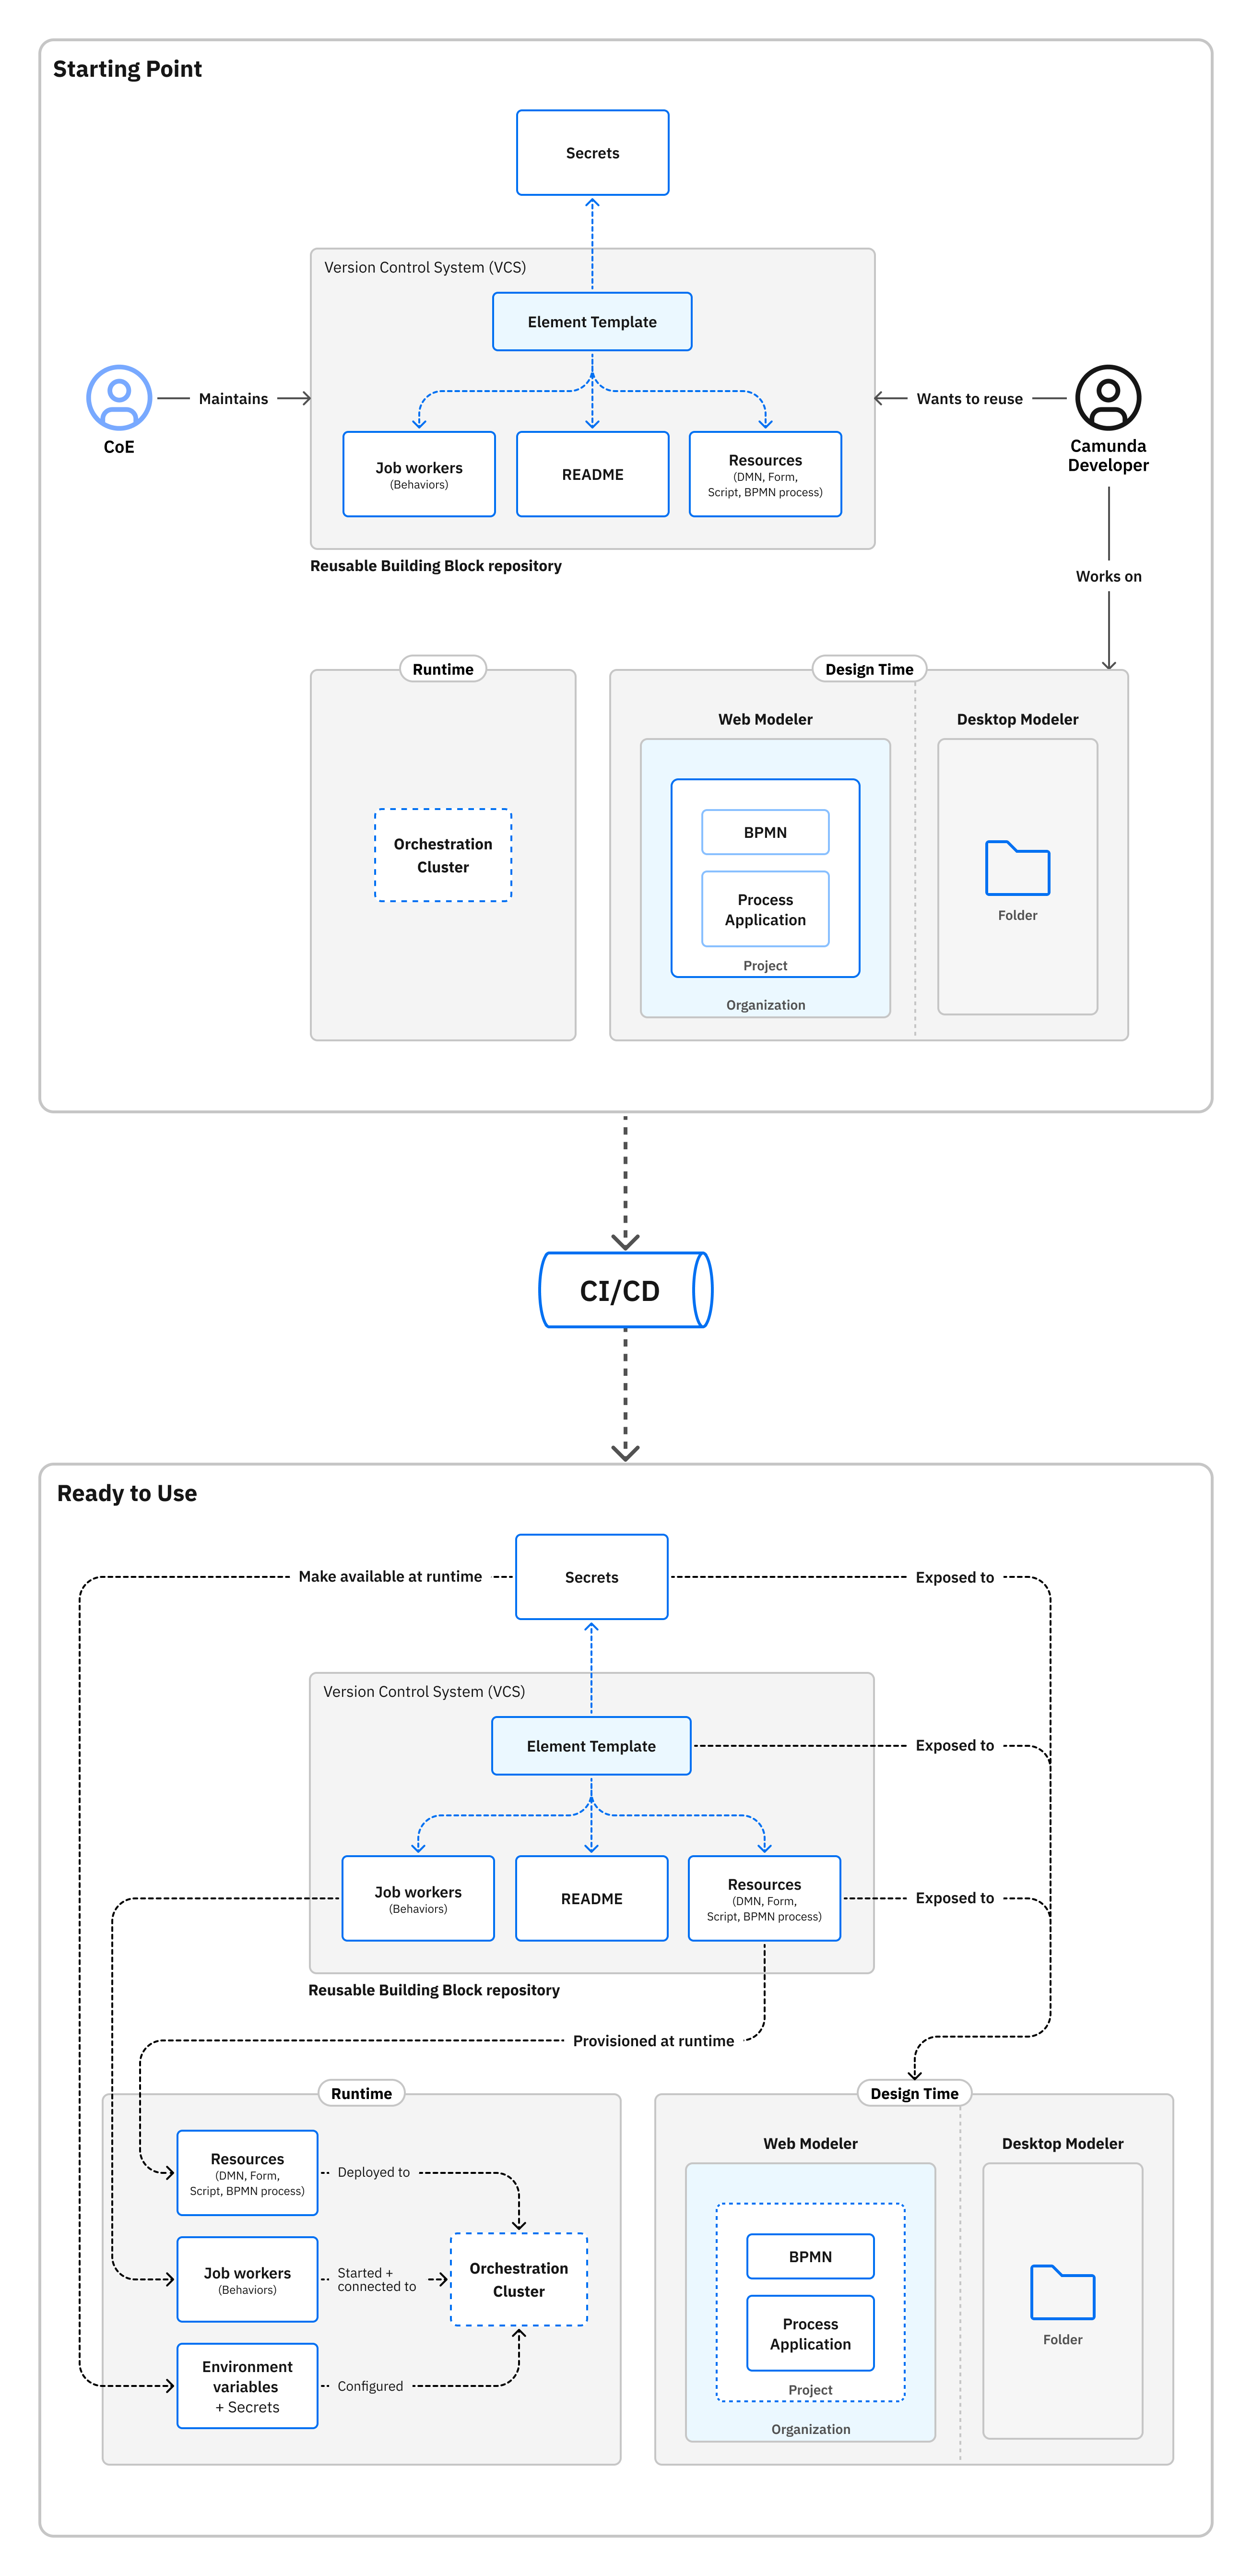 Starting Point
Secrets
Version Control System (VCS)
Element Template
Maintains
Wants to reuse
CoE
Camunda
Developer
Job workers
(Behaviors)
README
Resources
(DMN, Form,
Script, BPMN process)
Reusable Building Block repository
Works on
Runtime
Design Time
Web Modeler
Desktop Modeler
Orchestration
Cluster
BPMN
Process
Application
Project
Organization
Folder
CI/CD
Ready to Use
Make available at runtime
Secrets
Exposed to
Version Control System (VCS)
Element Template
Exposed to
Job workers
(Behaviors)
README
Resources
(DMN, Form,
Script, BPMN process)
Exposed to
Reusable Building Block repository
Provisioned at runtime
Runtime
Design Time
Resources
(DMN, Form,
Script, BPMN process)
Deployed to
Job workers
(Behaviors)
Started +
connected to
Orchestration
Cluster
Environment
variables
+ Secrets
Configured
Web Modeler
Desktop Modeler
BPMN
Process
Application
Project
Organization
Folder